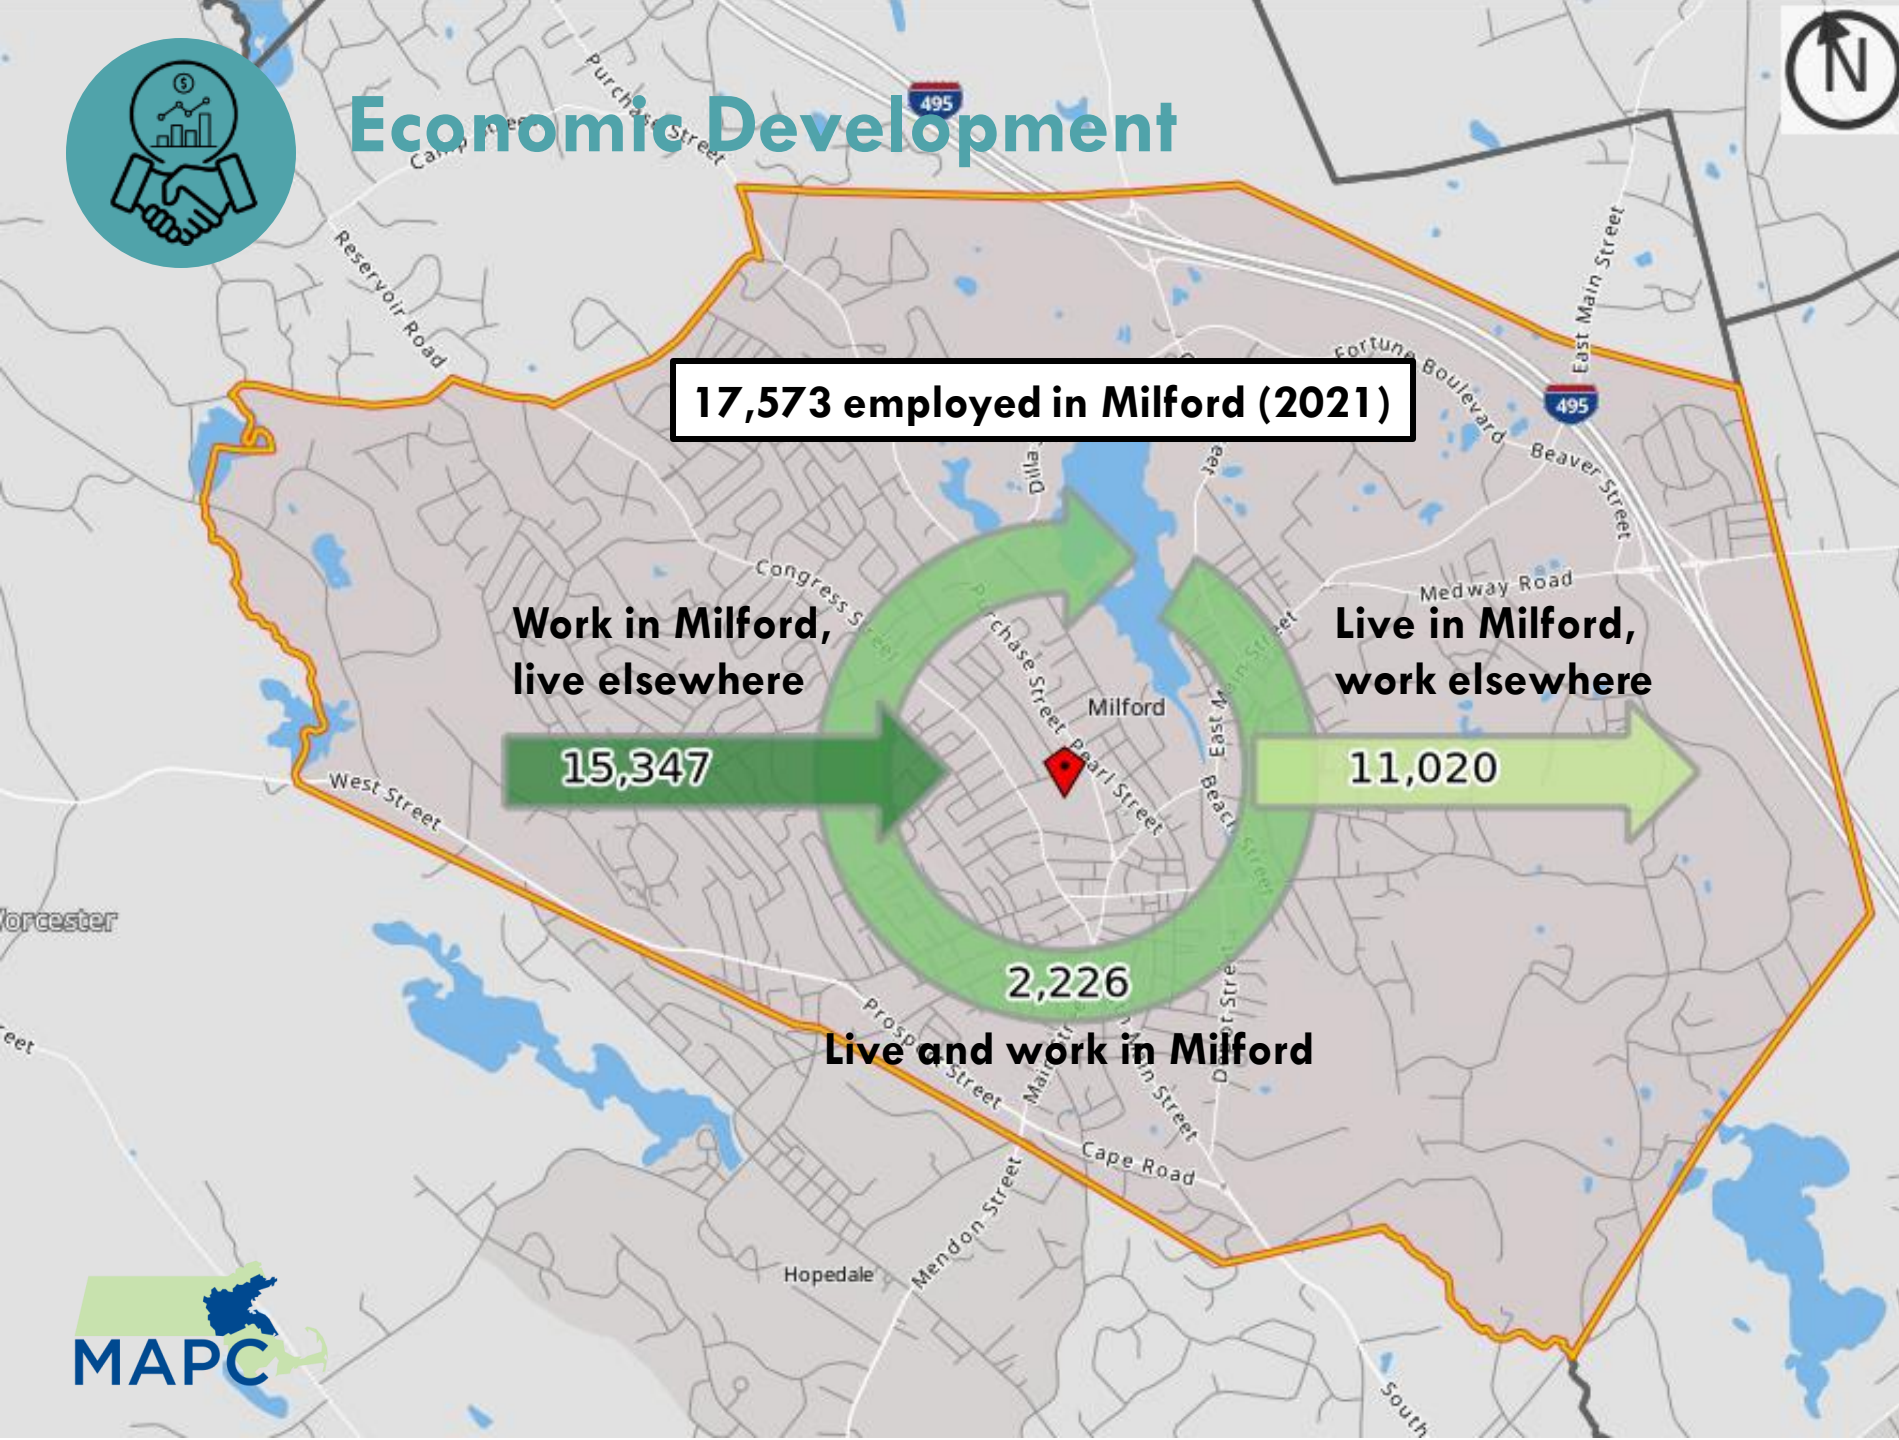 N
Economic Development
$
495
Purchase Street
Reservoir Road
East Main Street
Fortune
Boulevard
17,573 employed in Milford (2021)
495
Beaver Street
Congress Street
Medway Road
Work in Milford,
live elsewhere
Live in Milford,
work elsewhere
Purchase Street
East Main Street
Milford
Pearl Street
15,347
11,020
West Street
Beach Street
2,226
Live and work in Milford
Prospect Street
Main Street
Cape Road
Mendon Street
Hopedale
MAPC
South